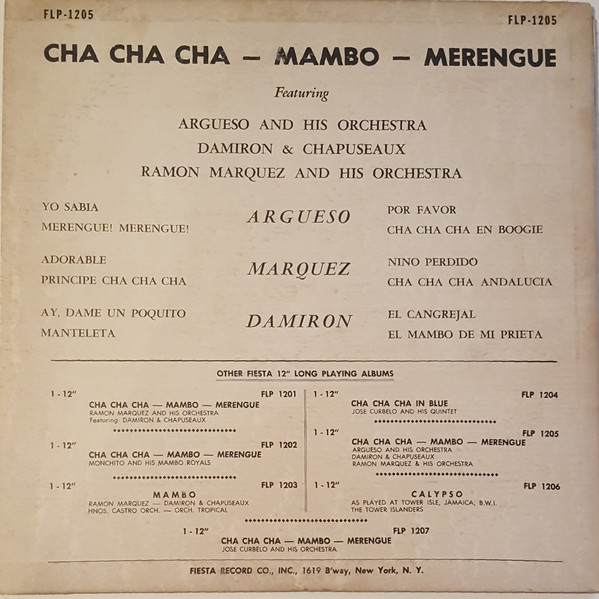 FLP-1205
FLP-1205
CHA CHA CHA – MAMBO – MERENGUE
Featuring
ARGUESO AND HIS ORCHESTRA
DAMIRON & CHAPUSEAUX
RAMON MARQUEZ AND HIS ORCHESTRA
YO SABIA
MERENGUE! MERENGUE!
ARGUESO
POR FAVOR
CHA CHA CHA EN BOOGIE
ADORABLE
PRINCIPE CHA CHA CHA
MARQUEZ
NINO PERDIDO
CHA CHA CHA ANDALUCIA
AY, DAME UN POQUITO
MANTELETA
DAMIRON
EL CANGREJAL
EL MAMBO DE MI PRIETA
OTHER FIESTA 12" LONG PLAYING ALBUMS
1 - 12" FLP 1201
CHA CHA CHA — MAMBO — MERENGUE
RAMON MARQUEZ AND HIS ORCHESTRA
Featuring: DAMIRON & CHAPUSEAUX
1 - 12" FLP 1202
CHA CHA CHA — MAMBO — MERENGUE
MONCHITO AND HIS MAMBO ROYALS
1 - 12" FLP 1203
MAMBO
RAMON MARQUEZ — DAMIRON & CHAPUSEAUX
HNOS. CASTRO ORCH. — ORCH. TROPICAL
1 - 12" FLP 1204
CHA CHA CHA IN BLUE
JOSE CURBELO AND HIS QUINTET
1 - 12" FLP 1205
CHA CHA CHA — MAMBO — MERENGUE
ARGUESO AND HIS ORCHESTRA
DAMIRON & CHAPUSEAUX
RAMON MARQUEZ & HIS ORCHESTRA
1 - 12" FLP 1206
CALYPSO
AS PLAYED AT TOWER ISLE, JAMAICA, B.W.I.
THE TOWER ISLANDERS
1 - 12" FLP 1207
CHA CHA CHA — MAMBO — MERENGUE
JOSE CURBELO AND HIS ORCHESTRA
FIESTA RECORD CO., INC., 1619 B'way, New York, N. Y.